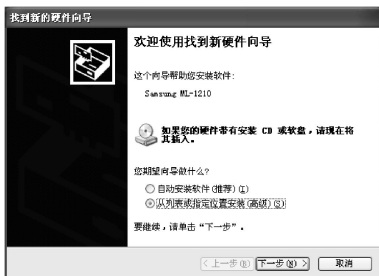 找到新的硬件向导
欢迎使用找到新硬件向导
这个向导帮助您安装软件:
Samsung ML-1210
如果您的硬件带有安装 CD 或软盘,请现在将
其插入。
您期望向导做什么?
自动安装软件(推荐)(I)
从列表或指定位置安装(高级)(S)
要继续,请单击“下一步”。
< 上一步(B) 下一步(N) > 取消